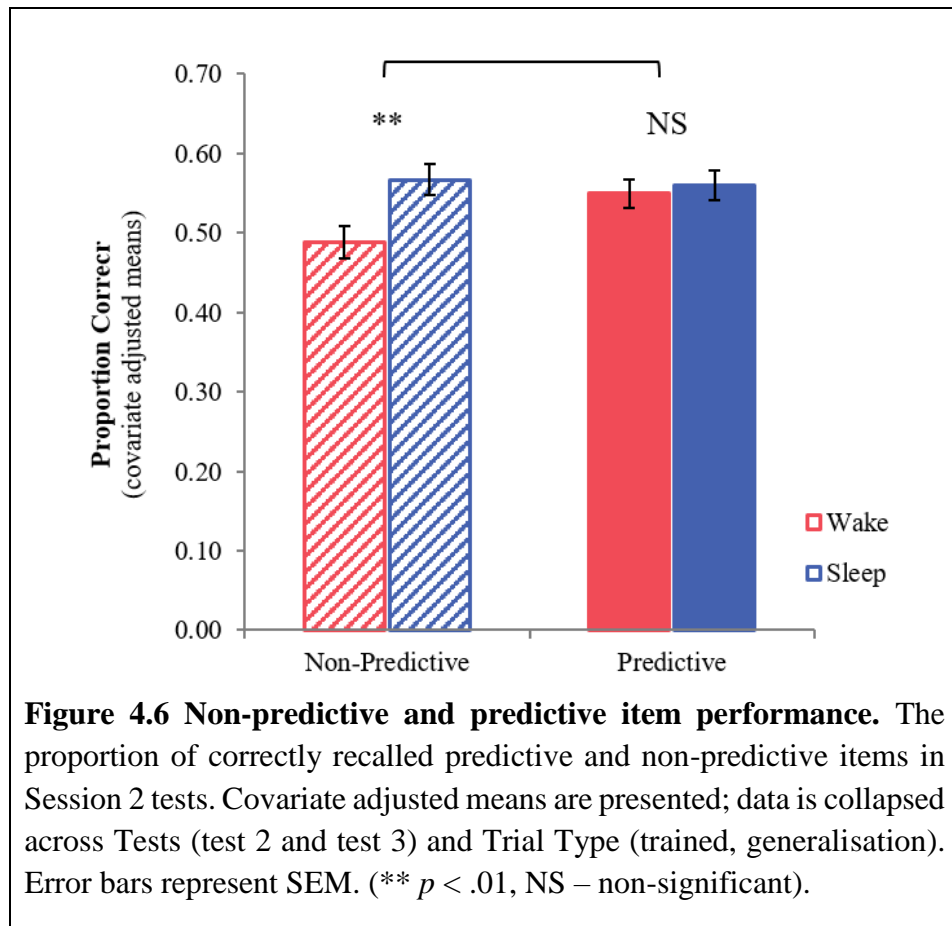 0.70
** NS
0.60
0.50
0.40
0.30
0.20
0.10
0.00
Proportion Correcr
(covariate adjusted means)
Wake
Sleep
Non-Predictive Predictive
Figure 4.6 Non-predictive and predictive item performance. The
proportion of correctly recalled predictive and non-predictive items in
Session 2 tests. Covariate adjusted means are presented; data is collapsed
across Tests (test 2 and test 3) and Trial Type (trained, generalisation).
Error bars represent SEM. (** p < .01, NS – non-significant).